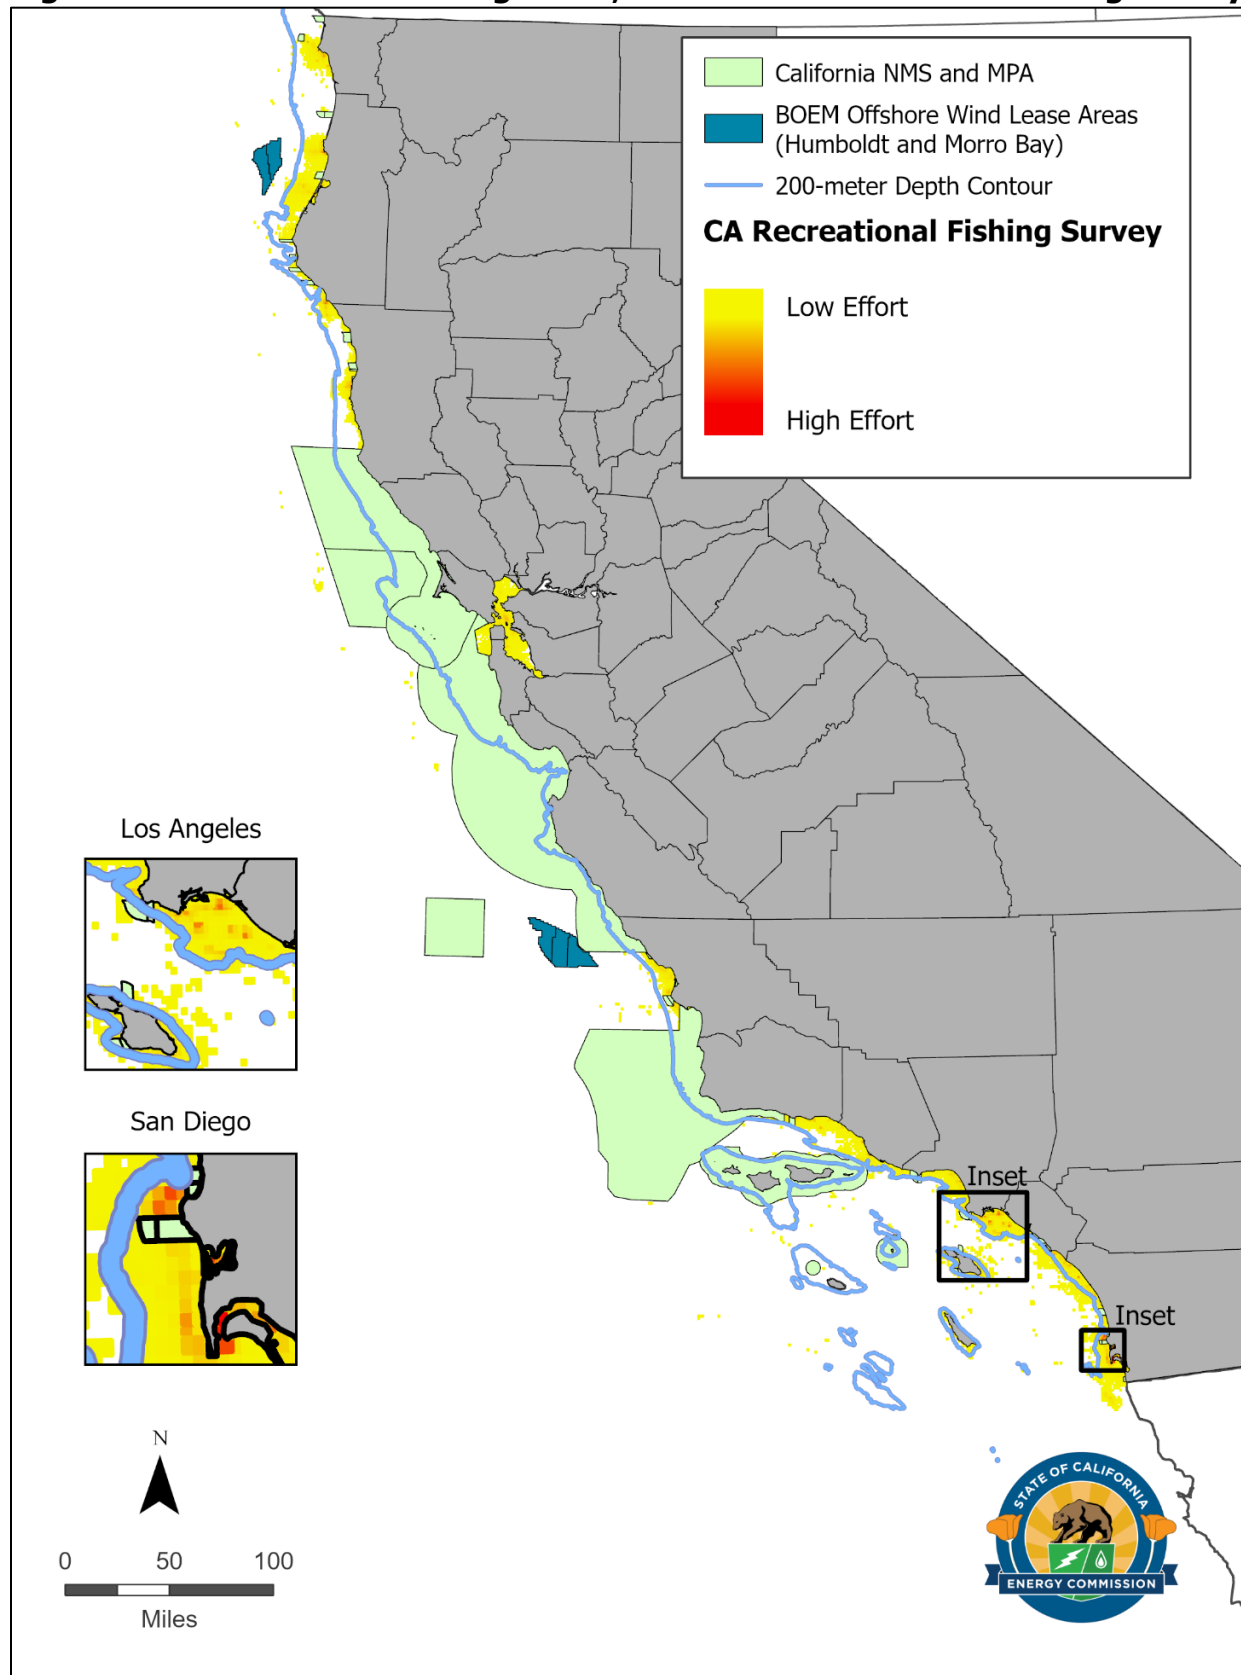 California NMS and MPA
BOEM Offshore Wind Lease Areas
(Humboldt and Morro Bay)
200-meter Depth Contour
CA Recreational Fishing Survey
Low Effort
High Effort
Los Angeles
San Diego
Inset
Inset
N
0 50 100
Miles
STATE OF CALIFORNIA
ENERGY COMMISSION